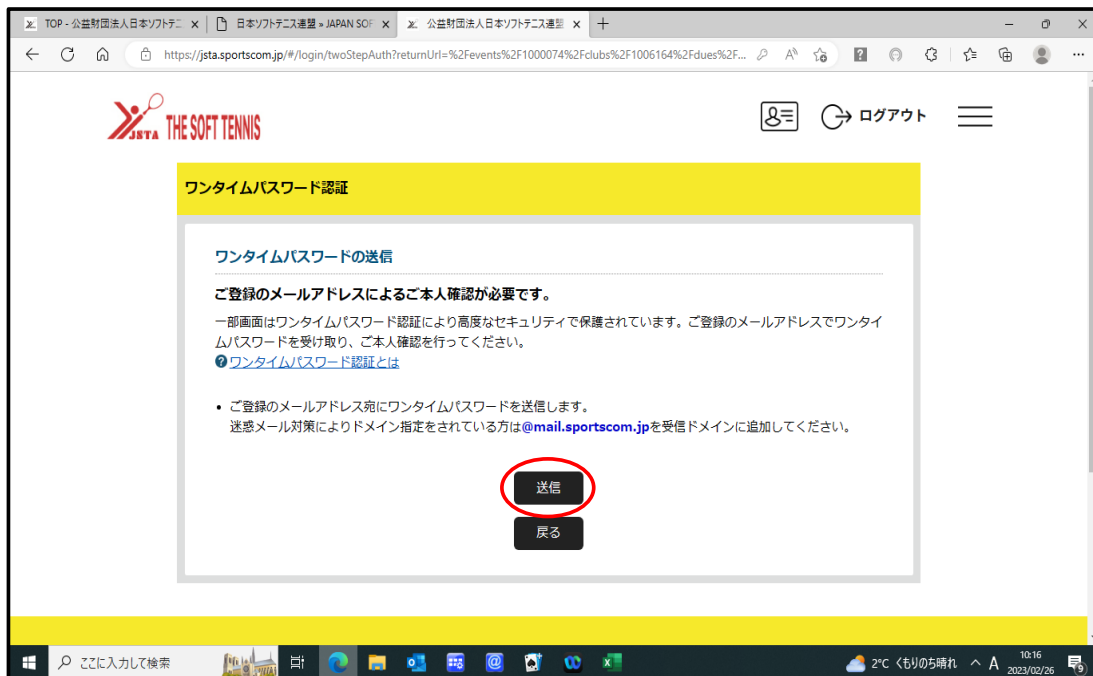 TOP - 公益財団法人日本ソフトテニ
日本ソフトテニス連盟 » JAPAN SOF
公益財団法人日本ソフトテニス連盟
https://jsta.sportscom.jp/#/login/twoStepAuth?returnUrl=%2Fevents%2F1000074%2Fclubs%2F1006164%2Fdues%2F...
JSTA THE SOFT TENNIS
ログアウト
ワンタイムパスワード認証
ワンタイムパスワードの送信
ご登録のメールアドレスによるご本人確認が必要です。
一部画面はワンタイムパスワード認証により高度なセキュリティで保護されています。ご登録のメールアドレスでワンタイ
ムパスワードを受け取り、ご本人確認を行ってください。
?ワンタイムパスワード認証とは
• ご登録のメールアドレス宛にワンタイムパスワードを送信します。
迷惑メール対策によりドメイン指定をされている方は@mail.sportscom.jpを受信ドメインに追加してください。
送信
戻る
ここに入力して検索
2°C くもりのち晴れ
A
10:16
2023/02/26
9